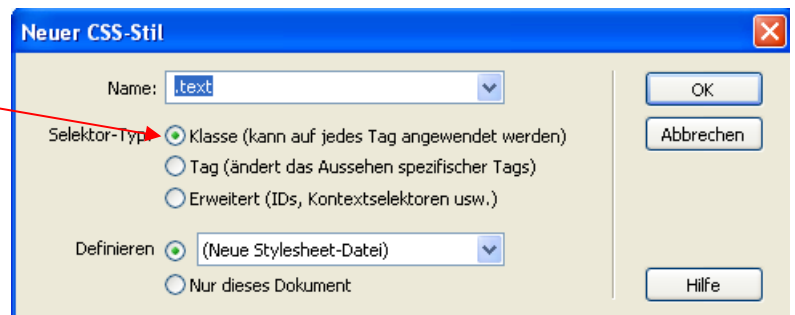 Neuer CSS-Stil
Name: .text
OK
Selektor-Typ: Klasse (kann auf jedes Tag angewendet werden)
Abbrechen
Tag (ändert das Aussehen spezifischer Tags)
Erweitert (IDs, Kontextselektoren usw.)
Definieren (Neue Stylesheet-Datei)
Nur dieses Dokument
Hilfe